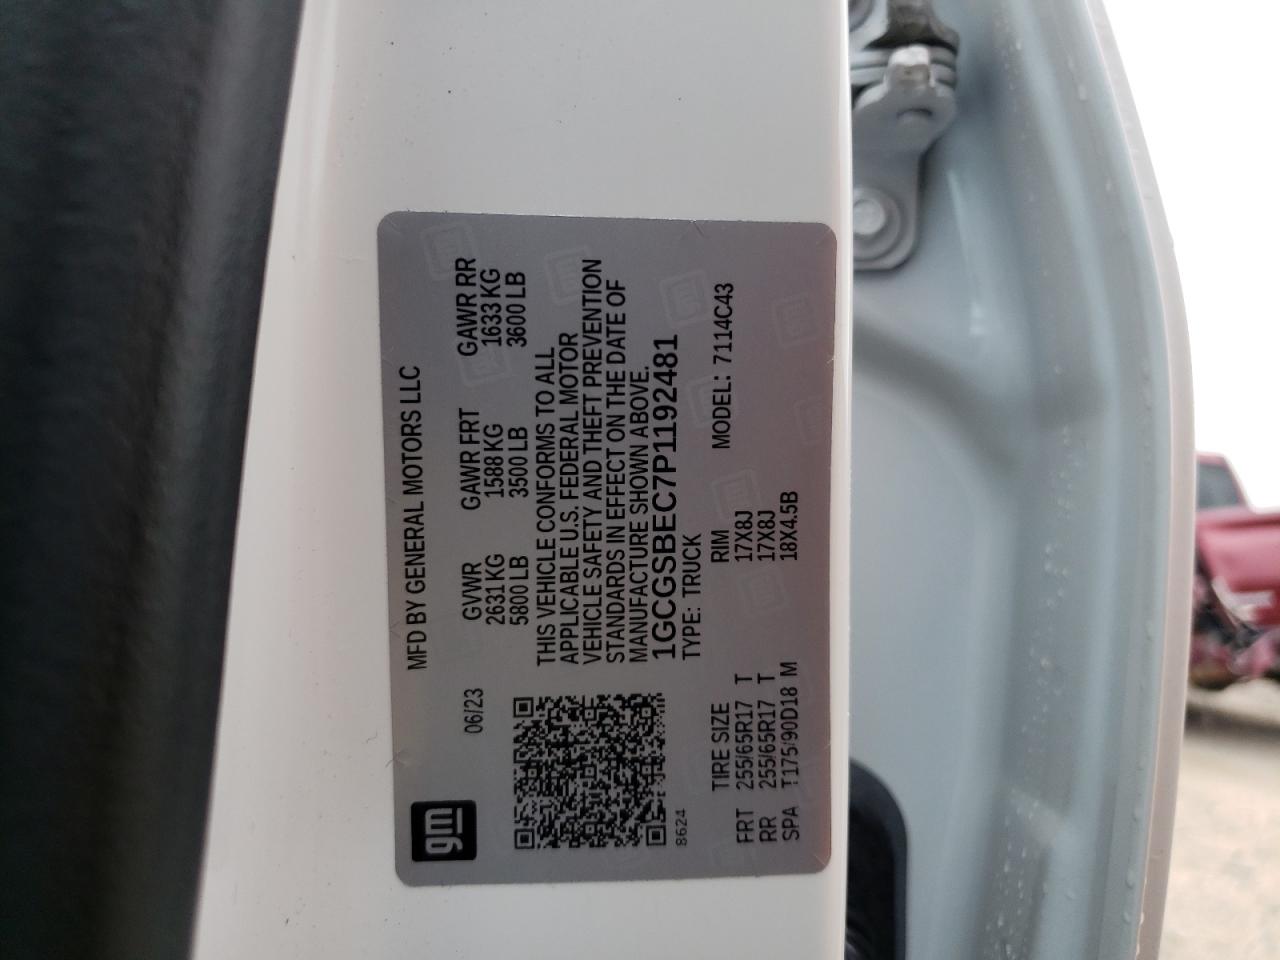 gm
MFD BY GENERAL MOTORS LLC
06/23
GVWR GAWR FRT GAWR RR
2631 KG 1588 KG 1633 KG
5800 LB 3500 LB 3600 LB
THIS VEHICLE CONFORMS TO ALL
APPLICABLE U.S. FEDERAL MOTOR
VEHICLE SAFETY AND THEFT PREVENTION
STANDARDS IN EFFECT ON THE DATE OF
MANUFACTURE SHOWN ABOVE.
1GCGSBEC7P1192481
8624
TYPE: TRUCK
MODEL: 7114C43
TIRE SIZE RIM
FRT 255/65R17 T 17X8J
RR 255/65R17 T 17X8J
SPA T175/90D18 M 18X4.5B